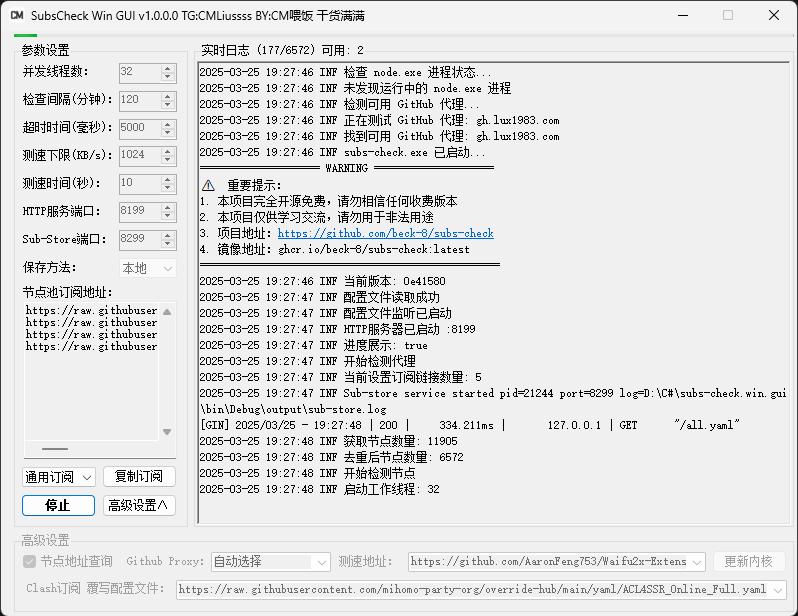 CM SubsCheck Win GUI v1.0.0.0 TG:CMLiussss BY:CM喂饭 干货满满
参数设置
并发线程数: 32
检查间隔(分钟): 120
超时时间(毫秒): 5000
测速下限(KB/s): 1024
测速时间(秒): 10
HTTP服务端口: 8199
Sub-Store端口: 8299
保存方法: 本地
节点池订阅地址:
https://raw.githubuser
https://raw.githubuser
https://raw.githubuser
https://raw.githubuser
通用订阅 复制订阅
停止 高级设置∧
实时日志 (177/6572) 可用: 2
2025-03-25 19:27:46 INF 检查 node.exe 进程状态...
2025-03-25 19:27:46 INF 未发现运行中的 node.exe 进程
2025-03-25 19:27:46 INF 检测可用 GitHub 代理...
2025-03-25 19:27:46 INF 正在测试 GitHub 代理: gh.lux1983.com
2025-03-25 19:27:46 INF 找到可用 GitHub 代理: gh.lux1983.com
2025-03-25 19:27:46 INF subs-check.exe 已启动...
WARNING
⚠ 重要提示:
1. 本项目完全开源免费，请勿相信任何收费版本
2. 本项目仅供学习交流，请勿用于非法用途
3. 项目地址: https://github.com/beck-8/subs-check
4. 镜像地址: ghcr.io/beck-8/subs-check:latest
2025-03-25 19:27:46 INF 当前版本: 0e41580
2025-03-25 19:27:47 INF 配置文件读取成功
2025-03-25 19:27:47 INF 配置文件监听已启动
2025-03-25 19:27:47 INF HTTP服务器已启动 :8199
2025-03-25 19:27:47 INF 进度展示: true
2025-03-25 19:27:47 INF 开始检测代理
2025-03-25 19:27:47 INF 当前设置订阅链接数量: 5
2025-03-25 19:27:47 INF Sub-store service started pid=21244 port=8299 log=D:\C#\subs-check.win.gui
\bin\Debug\output\sub-store.log
[GIN] 2025/03/25 - 19:27:48 | 200 | 334.211ms | 127.0.0.1 | GET "/all.yaml"
2025-03-25 19:27:48 INF 获取节点数量: 11905
2025-03-25 19:27:48 INF 去重后节点数量: 6572
2025-03-25 19:27:48 INF 开始检测节点
2025-03-25 19:27:48 INF 启动工作线程: 32
高级设置
节点地址查询 Github Proxy: 自动选择 测速地址: https://github.com/AaronFeng753/Waifu2x-Extens 更新内核
Clash订阅 覆写配置文件: https://raw.githubusercontent.com/mihomo-party-org/override-hub/main/yaml/ACL4SSR_Online_Full.yaml